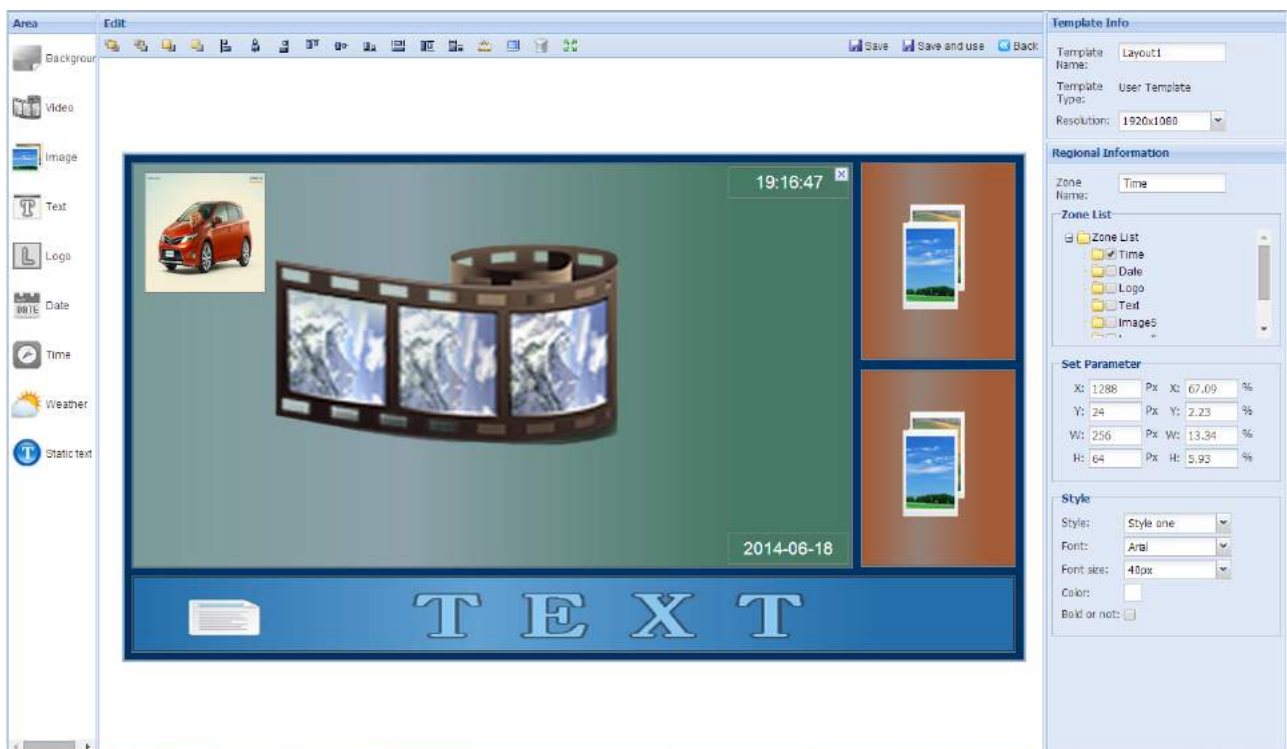 Area
Edit
Save
Save and use
Back
Backgrour
Video
Image
Text
Logo
DATE
Date
Time
Weather
Static text
19:16:47
2014-06-18
TEXT
Template Info
Template Name: Layout1
Template Type: User Template
Resolution: 1920x1080
Regional Information
Zone Name: Time
Zone List
Zone List
Time
Date
Logo
Text
Image5
Set Parameter
X: 1288 Px X: 67.09 %
Y: 24 Px Y: 2.23 %
W: 256 Px W: 13.34 %
H: 64 Px H: 5.93 %
Style
Style: Style one
Font: Arial
Font size: 40px
Color:
Bold or not: